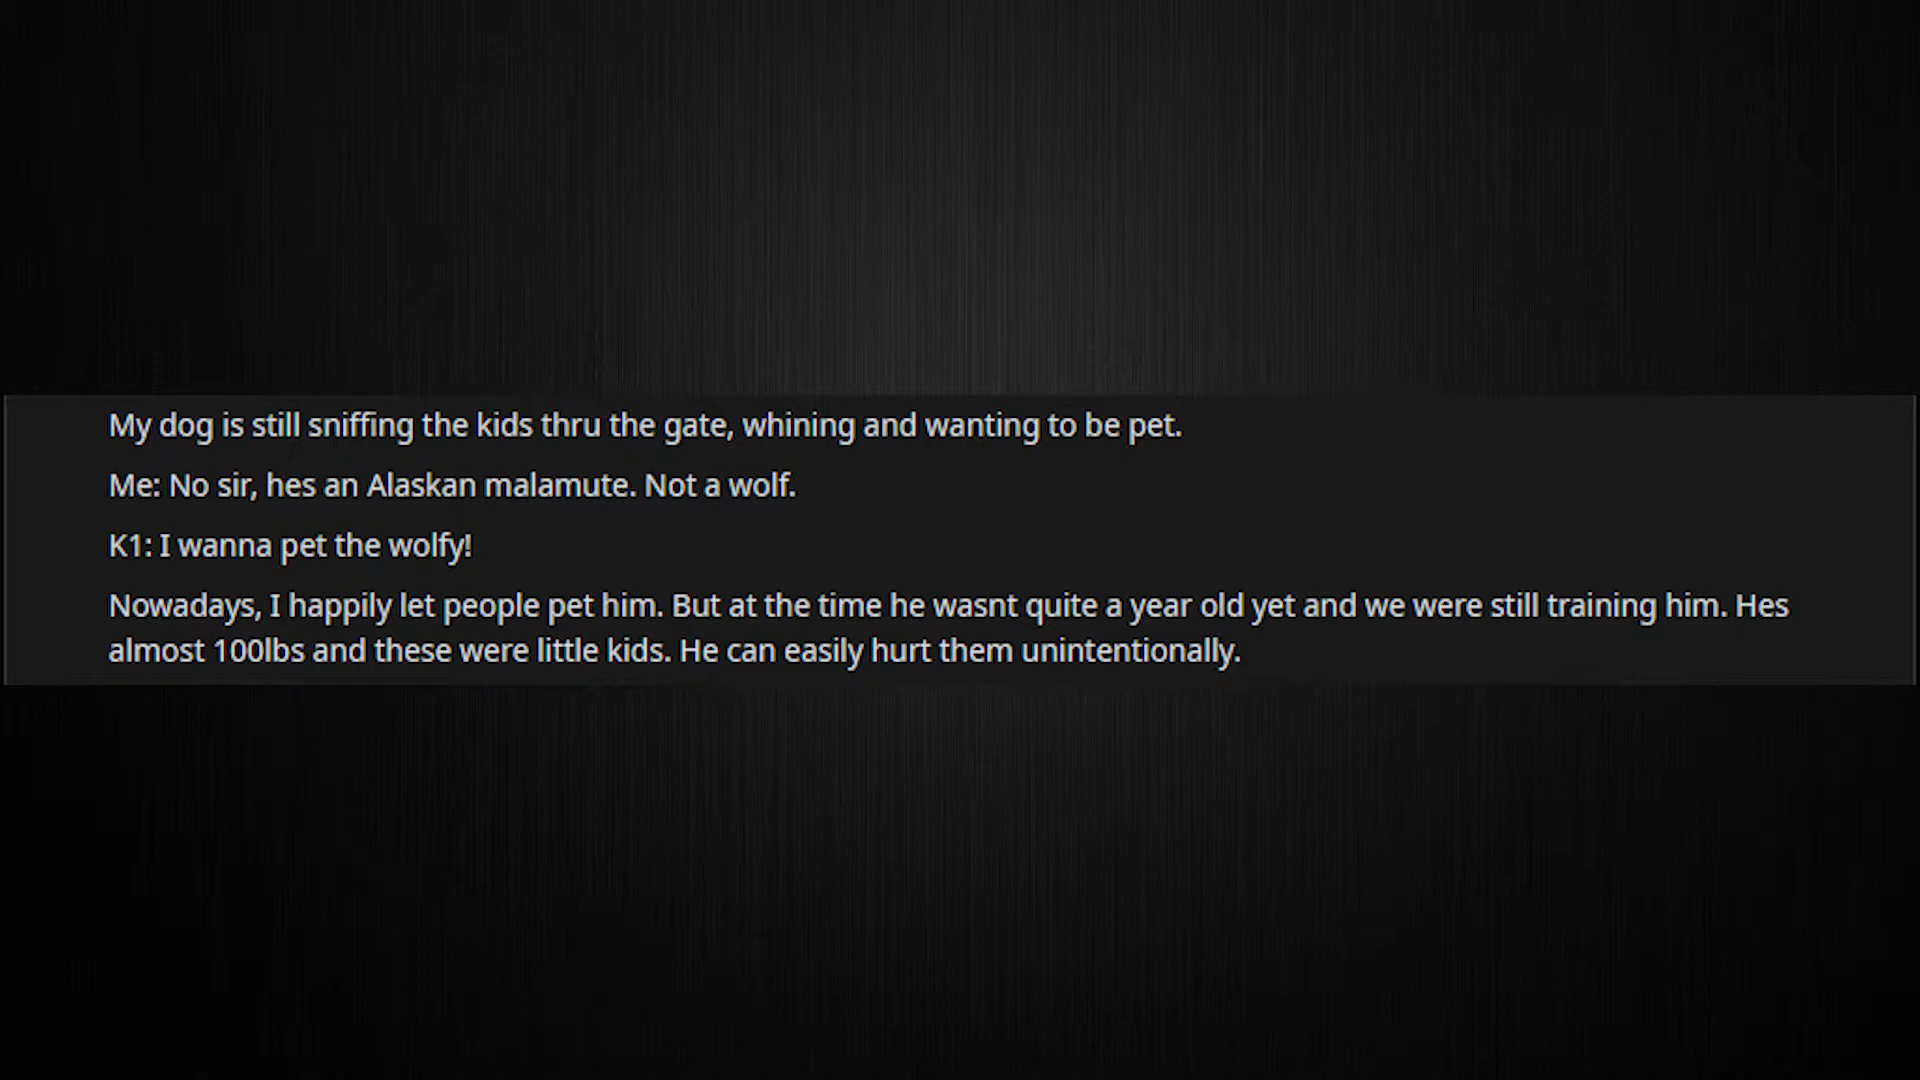 My dog is still sniffing the kids thru the gate, whining and wanting to be pet.
Me: No sir, hes an Alaskan malamute. Not a wolf.
K1: I wanna pet the wolfy!
Nowadays, I happily let people pet him. But at the time he wasnt quite a year old yet and we were still training him. Hes
almost 100lbs and these were little kids. He can easily hurt them unintentionally.